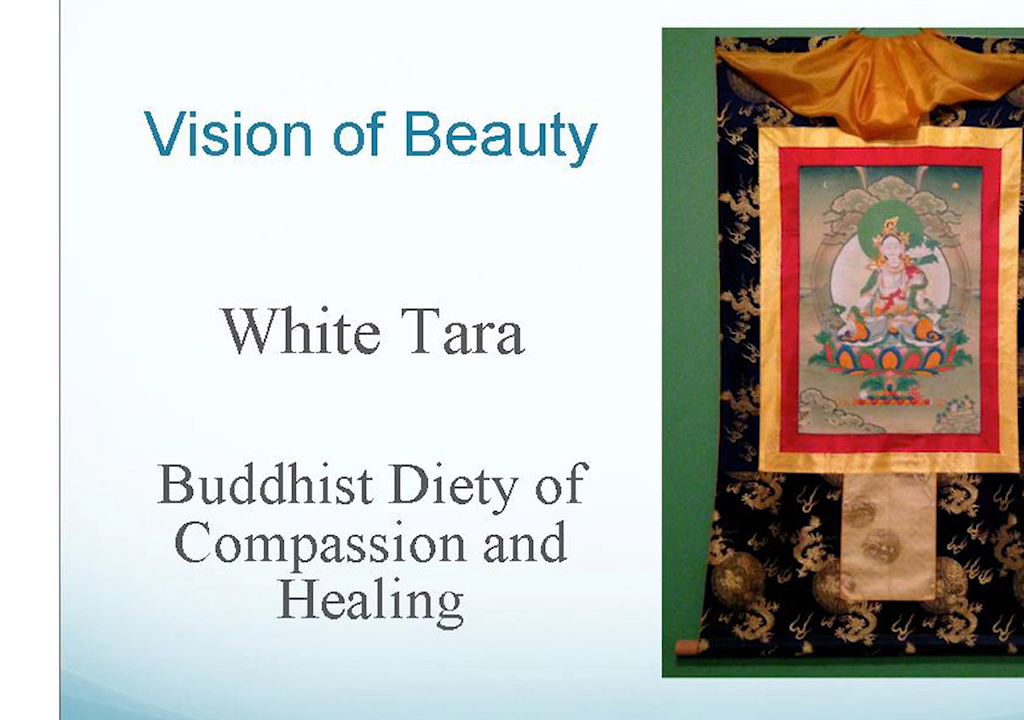 Vision of Beauty
White Tara
Buddhist Diety of
Compassion and
Healing